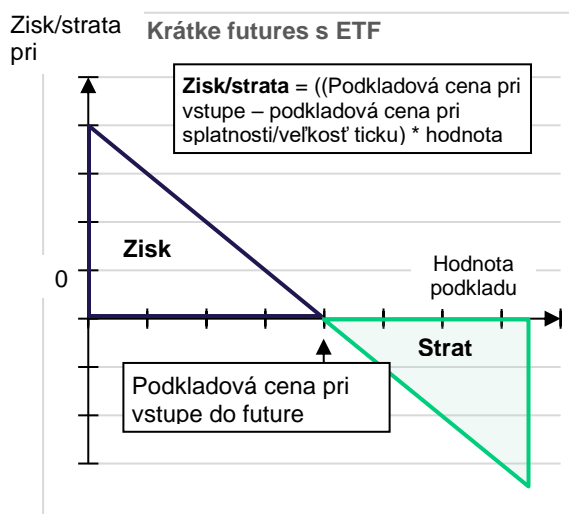 Zisk/strata
pri
Krátke futures s ETF
Zisk/strata = ((Podkladová cena pri
vstupe – podkladová cena pri
splatnosti/veľkosť ticku) * hodnota
Zisk
0
Hodnota
podkladu
Strat
Podkladová cena pri
vstupe do future